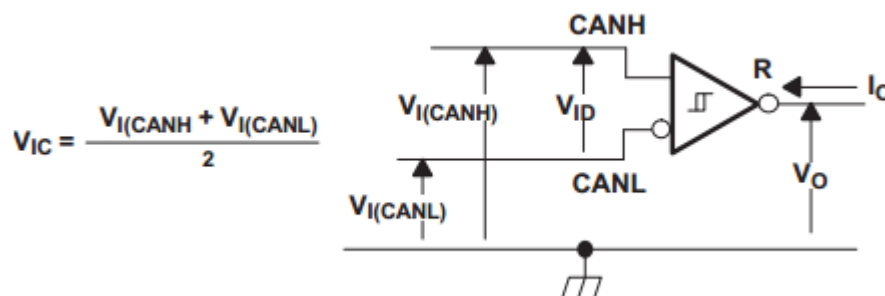 CANH
R
I_O
V_I(CANH)
V_ID
V_IC = V_I(CANH + V_I(CANL) / 2
CANL
V_O
V_I(CANL)